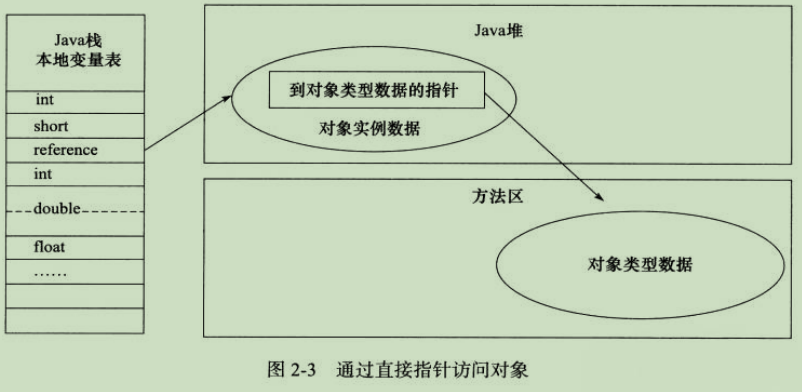 Java栈
本地变量表
int
short
reference
int
double
float
……
Java堆
到对象类型数据的指针
对象实例数据
方法区
对象类型数据
图 2-3 通过直接指针访问对象